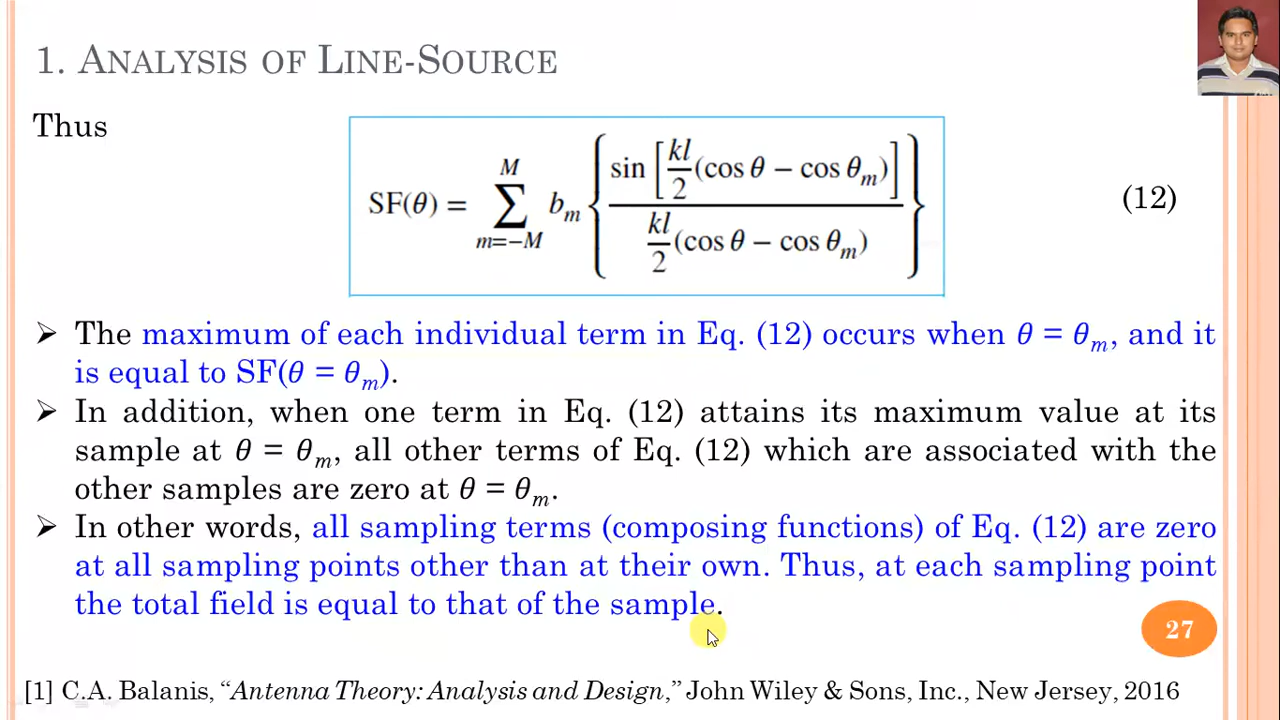 1. ANALYSIS OF LINE-SOURCE
Thus
SF(θ) = ∑_{m=−M}^{M} b_m { sin [ kl/2 (cos θ − cos θ_m) ] / ( kl/2 (cos θ − cos θ_m) ) } (12)
➢ The maximum of each individual term in Eq. (12) occurs when θ = θ_m, and it
is equal to SF(θ = θ_m).
➢ In addition, when one term in Eq. (12) attains its maximum value at its
sample at θ = θ_m, all other terms of Eq. (12) which are associated with the
other samples are zero at θ = θ_m.
➢ In other words, all sampling terms (composing functions) of Eq. (12) are zero
at all sampling points other than at their own. Thus, at each sampling point
the total field is equal to that of the sample.
27
[1] C.A. Balanis, “Antenna Theory: Analysis and Design,” John Wiley & Sons, Inc., New Jersey, 2016